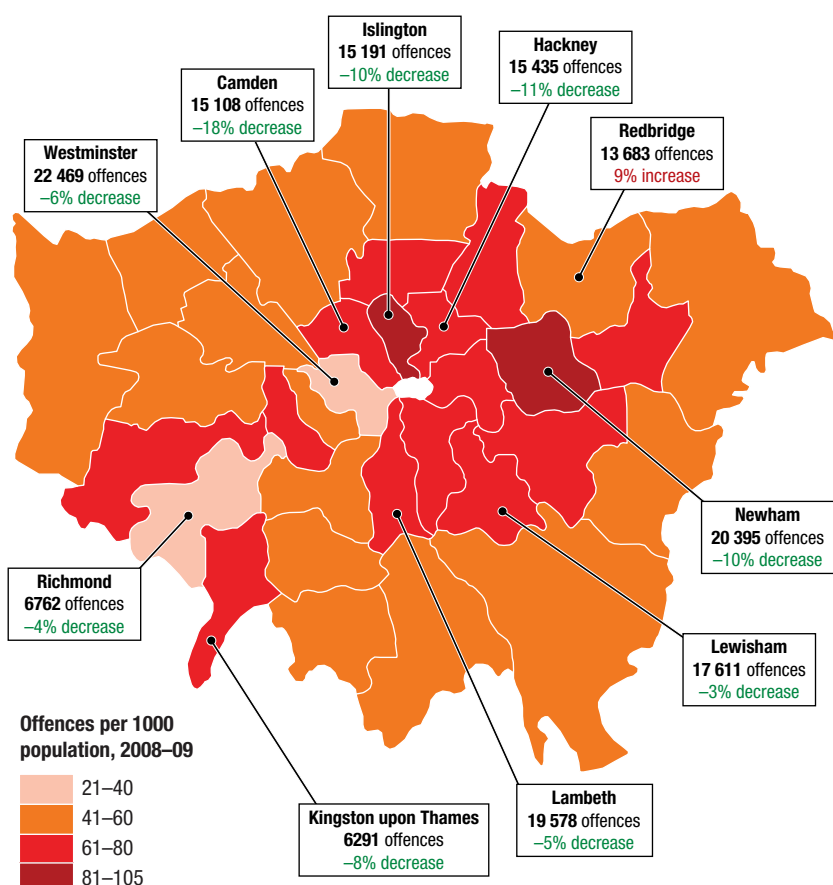 Islington
15 191 offences
–10% decrease
Hackney
15 435 offences
–11% decrease
Camden
15 108 offences
–18% decrease
Redbridge
13 683 offences
9% increase
Westminster
22 469 offences
–6% decrease
Newham
20 395 offences
–10% decrease
Richmond
6762 offences
–4% decrease
Lewisham
17 611 offences
–3% decrease
Lambeth
19 578 offences
–5% decrease
Kingston upon Thames
6291 offences
–8% decrease
Offences per 1000
population, 2008–09
21–40
41–60
61–80
81–105